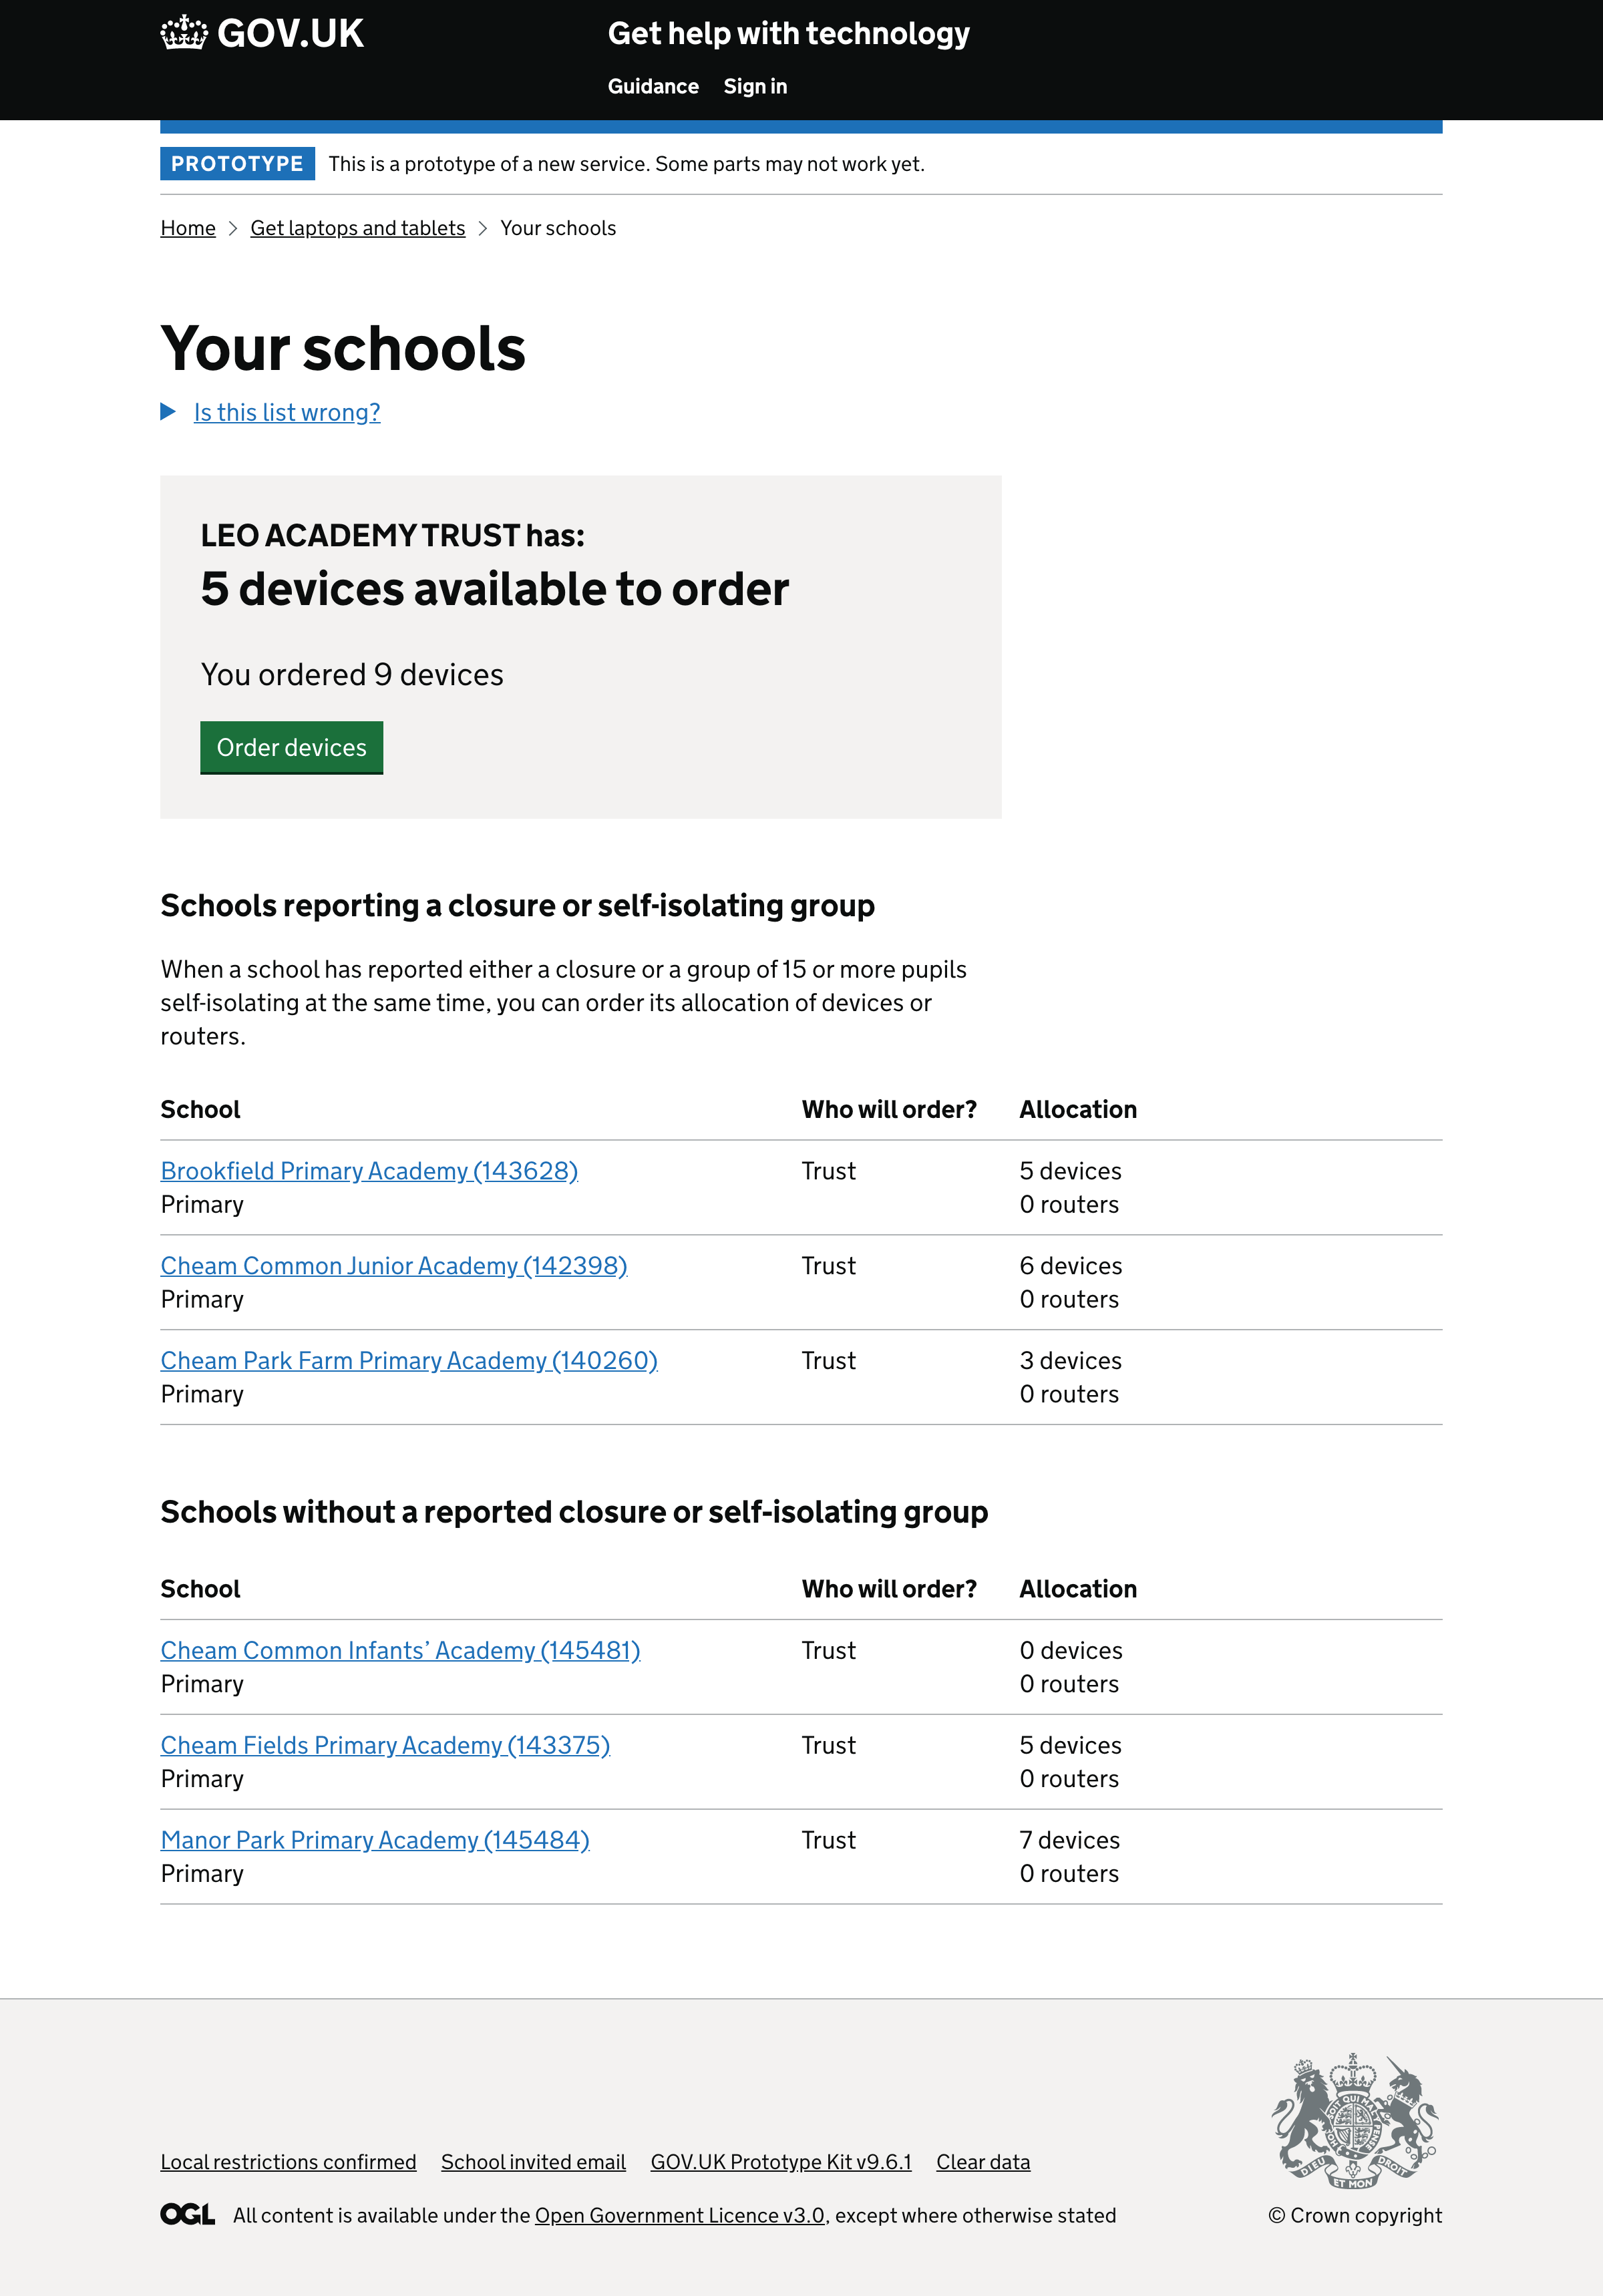 GOV.UK
Get help with technology
Guidance Sign in
PROTOTYPE This is a prototype of a new service. Some parts may not work yet.
Home > Get laptops and tablets > Your schools
Your schools
Is this list wrong?
LEO ACADEMY TRUST has:
5 devices available to order
You ordered 9 devices
Order devices
Schools reporting a closure or self-isolating group
When a school has reported either a closure or a group of 15 or more pupils
self-isolating at the same time, you can order its allocation of devices or
routers.
School Who will order? Allocation
Brookfield Primary Academy (143628) Trust 5 devices
Primary 0 routers
Cheam Common Junior Academy (142398) Trust 6 devices
Primary 0 routers
Cheam Park Farm Primary Academy (140260) Trust 3 devices
Primary 0 routers
Schools without a reported closure or self-isolating group
School Who will order? Allocation
Cheam Common Infants’ Academy (145481) Trust 0 devices
Primary 0 routers
Cheam Fields Primary Academy (143375) Trust 5 devices
Primary 0 routers
Manor Park Primary Academy (145484) Trust 7 devices
Primary 0 routers
DIEU ET MON DROIT
Local restrictions confirmed School invited email GOV.UK Prototype Kit v9.6.1 Clear data
OGL All content is available under the Open Government Licence v3.0, except where otherwise stated
© Crown copyright